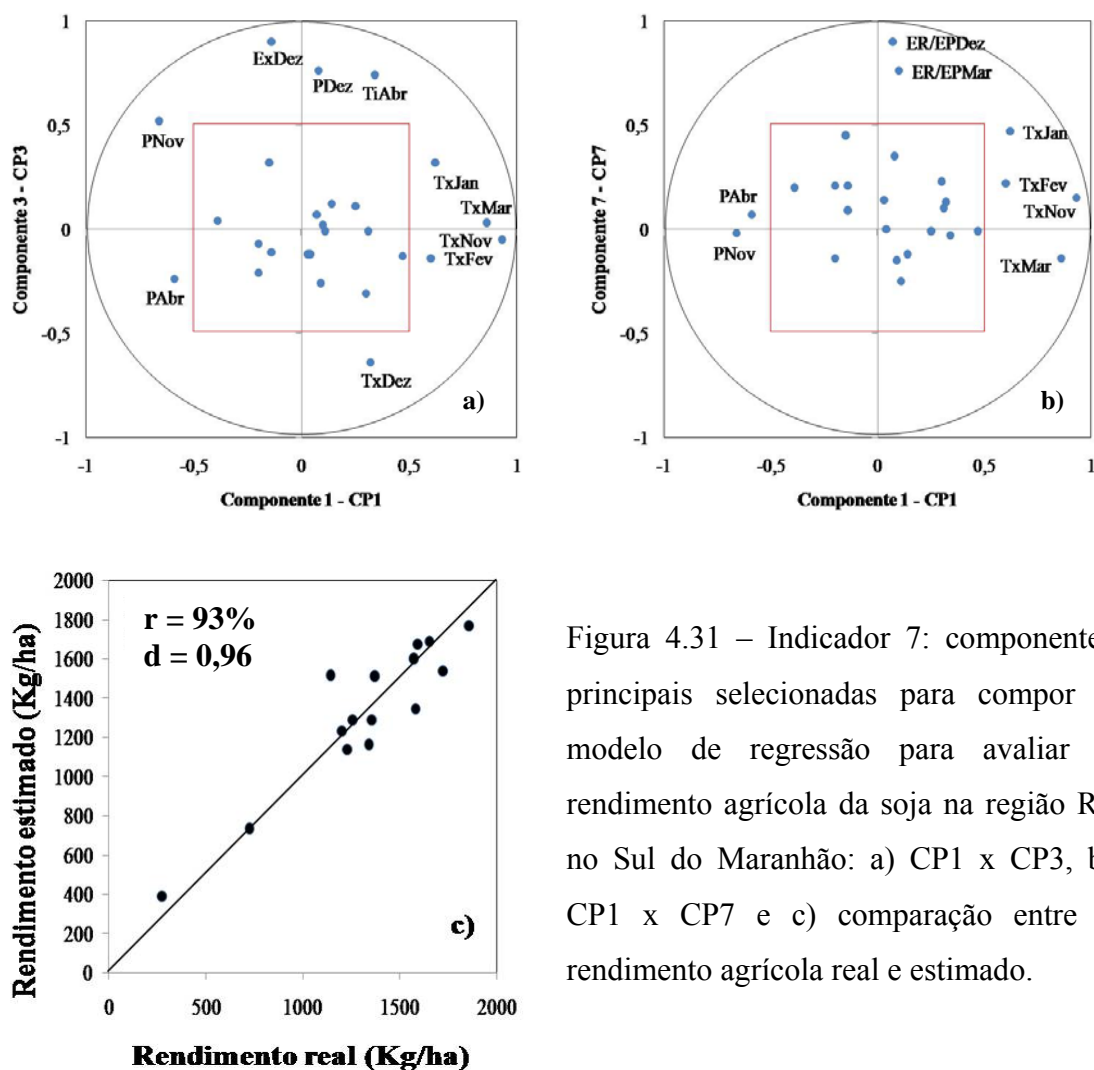 1
0,5
0
-0,5
-1
-1
-0,5
0
0,5
1
Componente 3 - CP3
Componente 1 - CP1
ExDez
PDez
TiAbr
PNov
TxJan
TxMar
TxNov
TxFev
PAbr
TxDez
a)
1
0,5
0
-0,5
-1
-1
-0,5
0
0,5
1
Componente 7 - CP7
Componente 1 - CP1
ER/EPDez
ER/EPMar
TxJan
TxFev
TxNov
PAbr
PNov
TxMar
b)
2000
1800
1600
1400
1200
1000
800
600
400
200
0
0
500
1000
1500
2000
Rendimento estimado (Kg/ha)
Rendimento real (Kg/ha)
r = 93%
d = 0,96
c)
Figura 4.31 – Indicador 7: componente
principais selecionadas para compor
modelo de regressão para avaliar
rendimento agrícola da soja na região R
no Sul do Maranhão: a) CP1 x CP3, b
CP1 x CP7 e c) comparação entre
rendimento agrícola real e estimado.